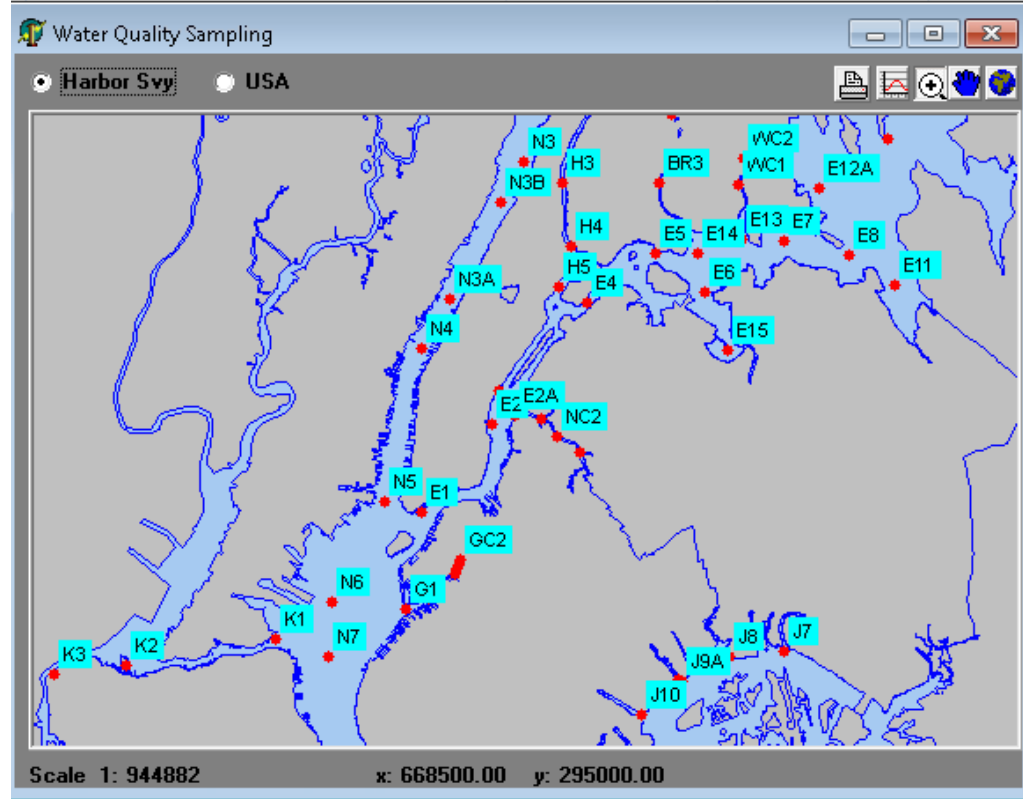 Water Quality Sampling
Harbor Svy
USA
N3
H3
BR3
WC2
WC1
E12A
N3B
H4
E5
E14
E13
E7
E8
N3A
H5
E4
E6
E11
N4
E15
E2
E2A
NC2
N5
E1
GC2
N6
G1
K1
N7
K3
K2
J8
J7
J9A
J10
Scale 1: 944882
x: 668500.00
y: 295000.00